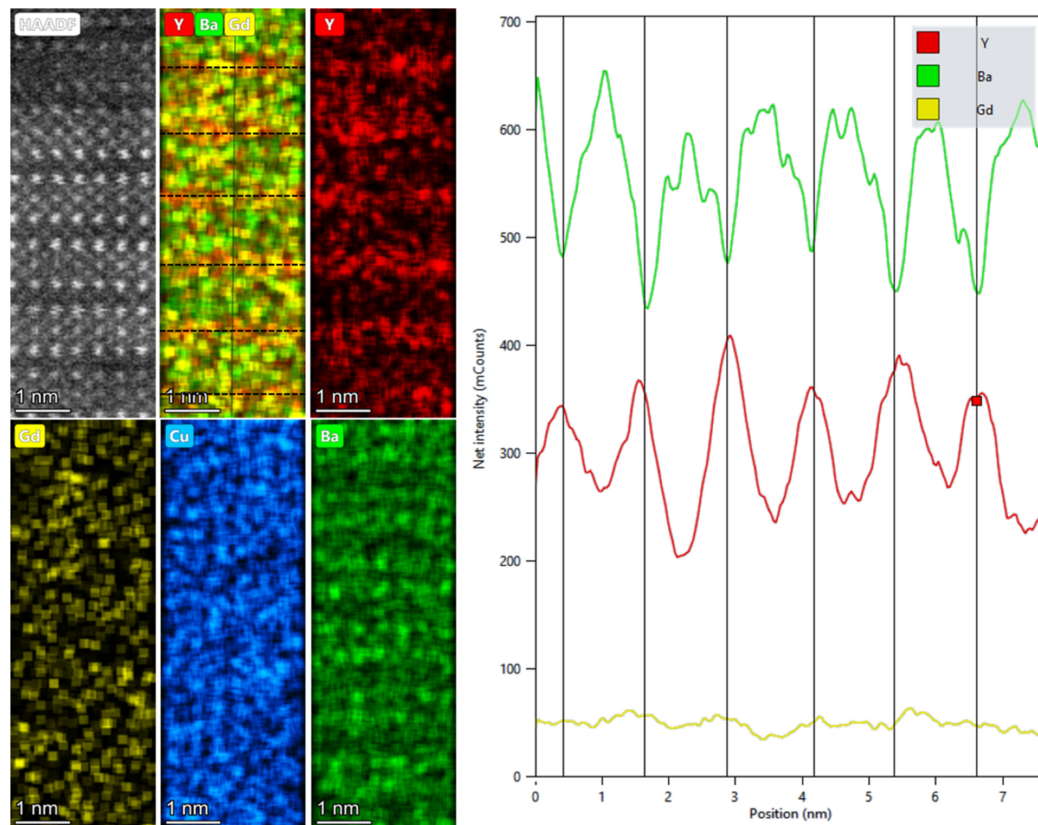 HAADF
Y Ba Gd
Y
1 nm
1 nm
1 nm
Gd
Cu
Ba
1 nm
1 nm
1 nm
Net intensity (mCounts)
700
600
500
400
300
200
100
0
0 1 2 3 4 5 6 7
Position (nm)
Y
Ba
Gd